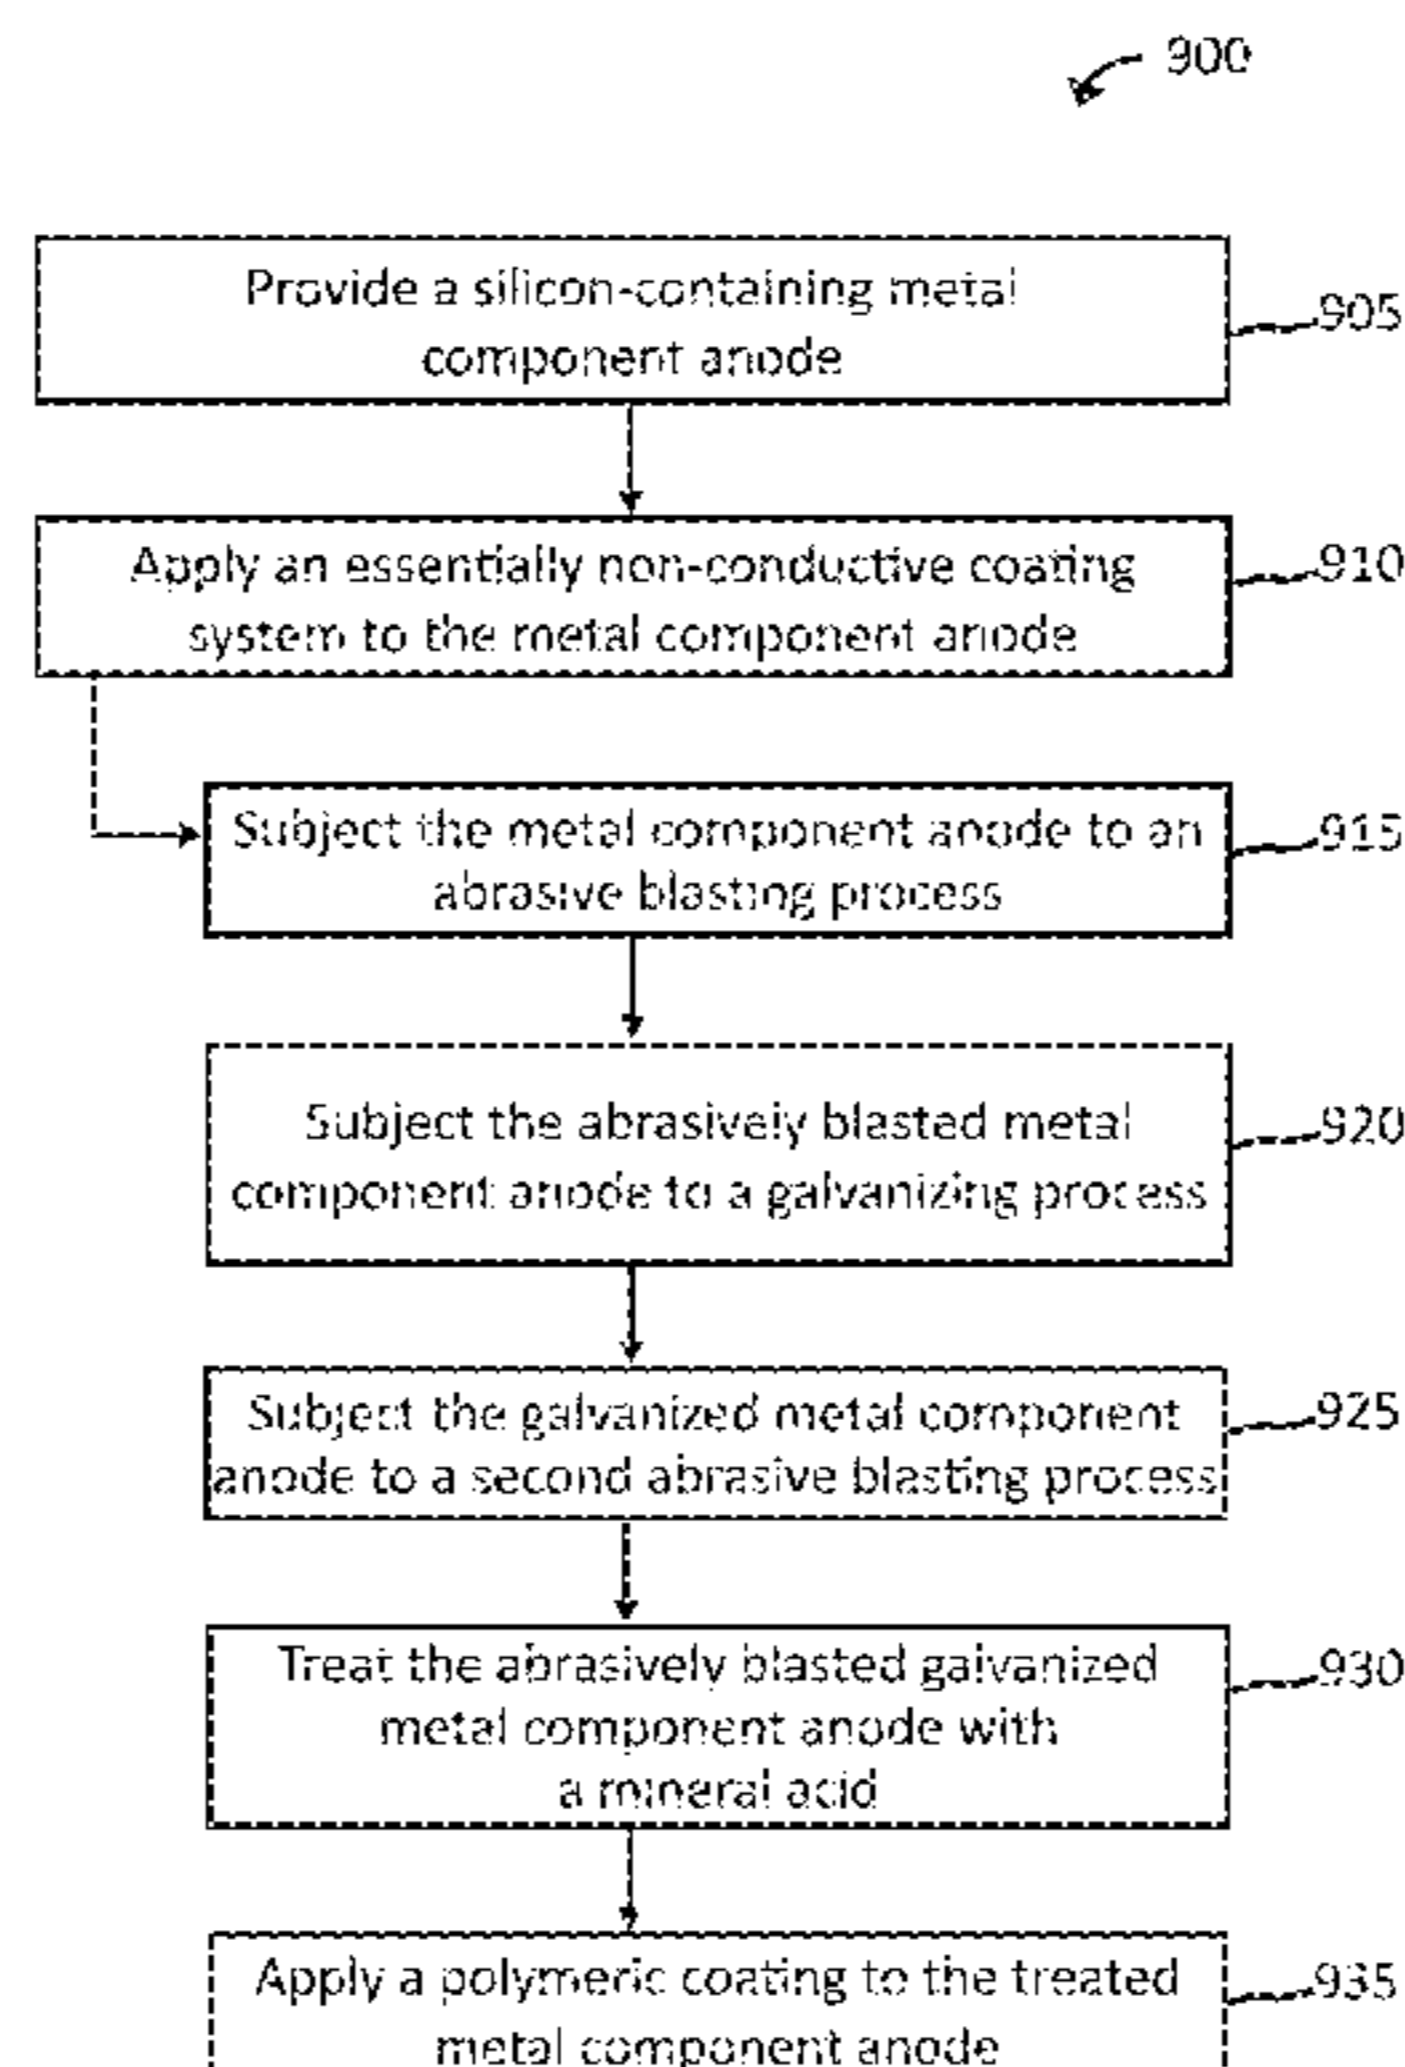 900
Provide a silicon-containing metal
component anode
905
Apply an essentially non-conductive coating
system to the metal component anode
910
Subject the metal component anode to an
abrasive blasting process
915
Subject the abrasively blasted metal
component anode to a galvanizing process
920
Subject the galvanized metal component
anode to a second abrasive blasting process
925
Treat the abrasively blasted galvanized
metal component anode with
a mineral acid
930
Apply a polymeric coating to the treated
metal component anode
935